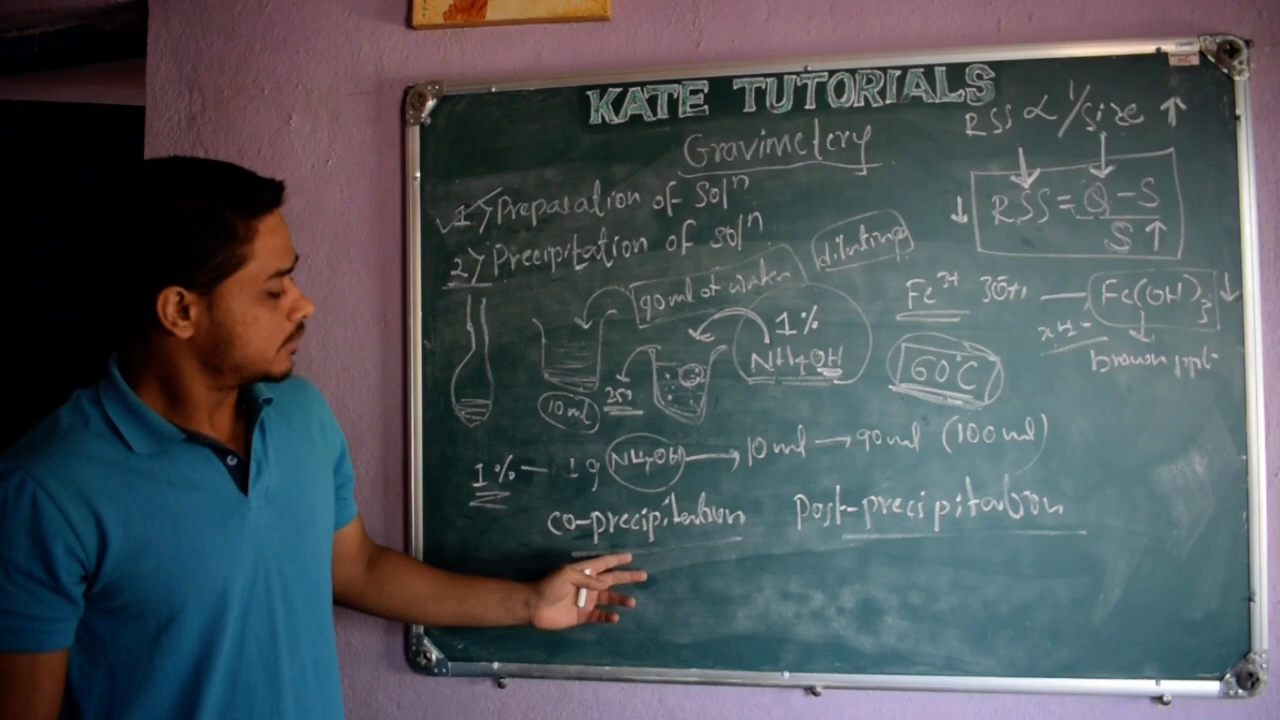 KATE TUTORIALS
Gravimetery
RSS ∝ 1/size ↑
RSS = Q - S
S ↑
1) Preparation of Solⁿ
2) Precipitation of solⁿ
90 ml of water
diluting
1%
NH4OH
10 ml
25
Fe³⁺
Fe(OH)3 ↓
brown ppt
60°C
1% — 1g NH4OH → 10 ml → 90 ml (100 ml)
co-precipitation
Post-precipitation